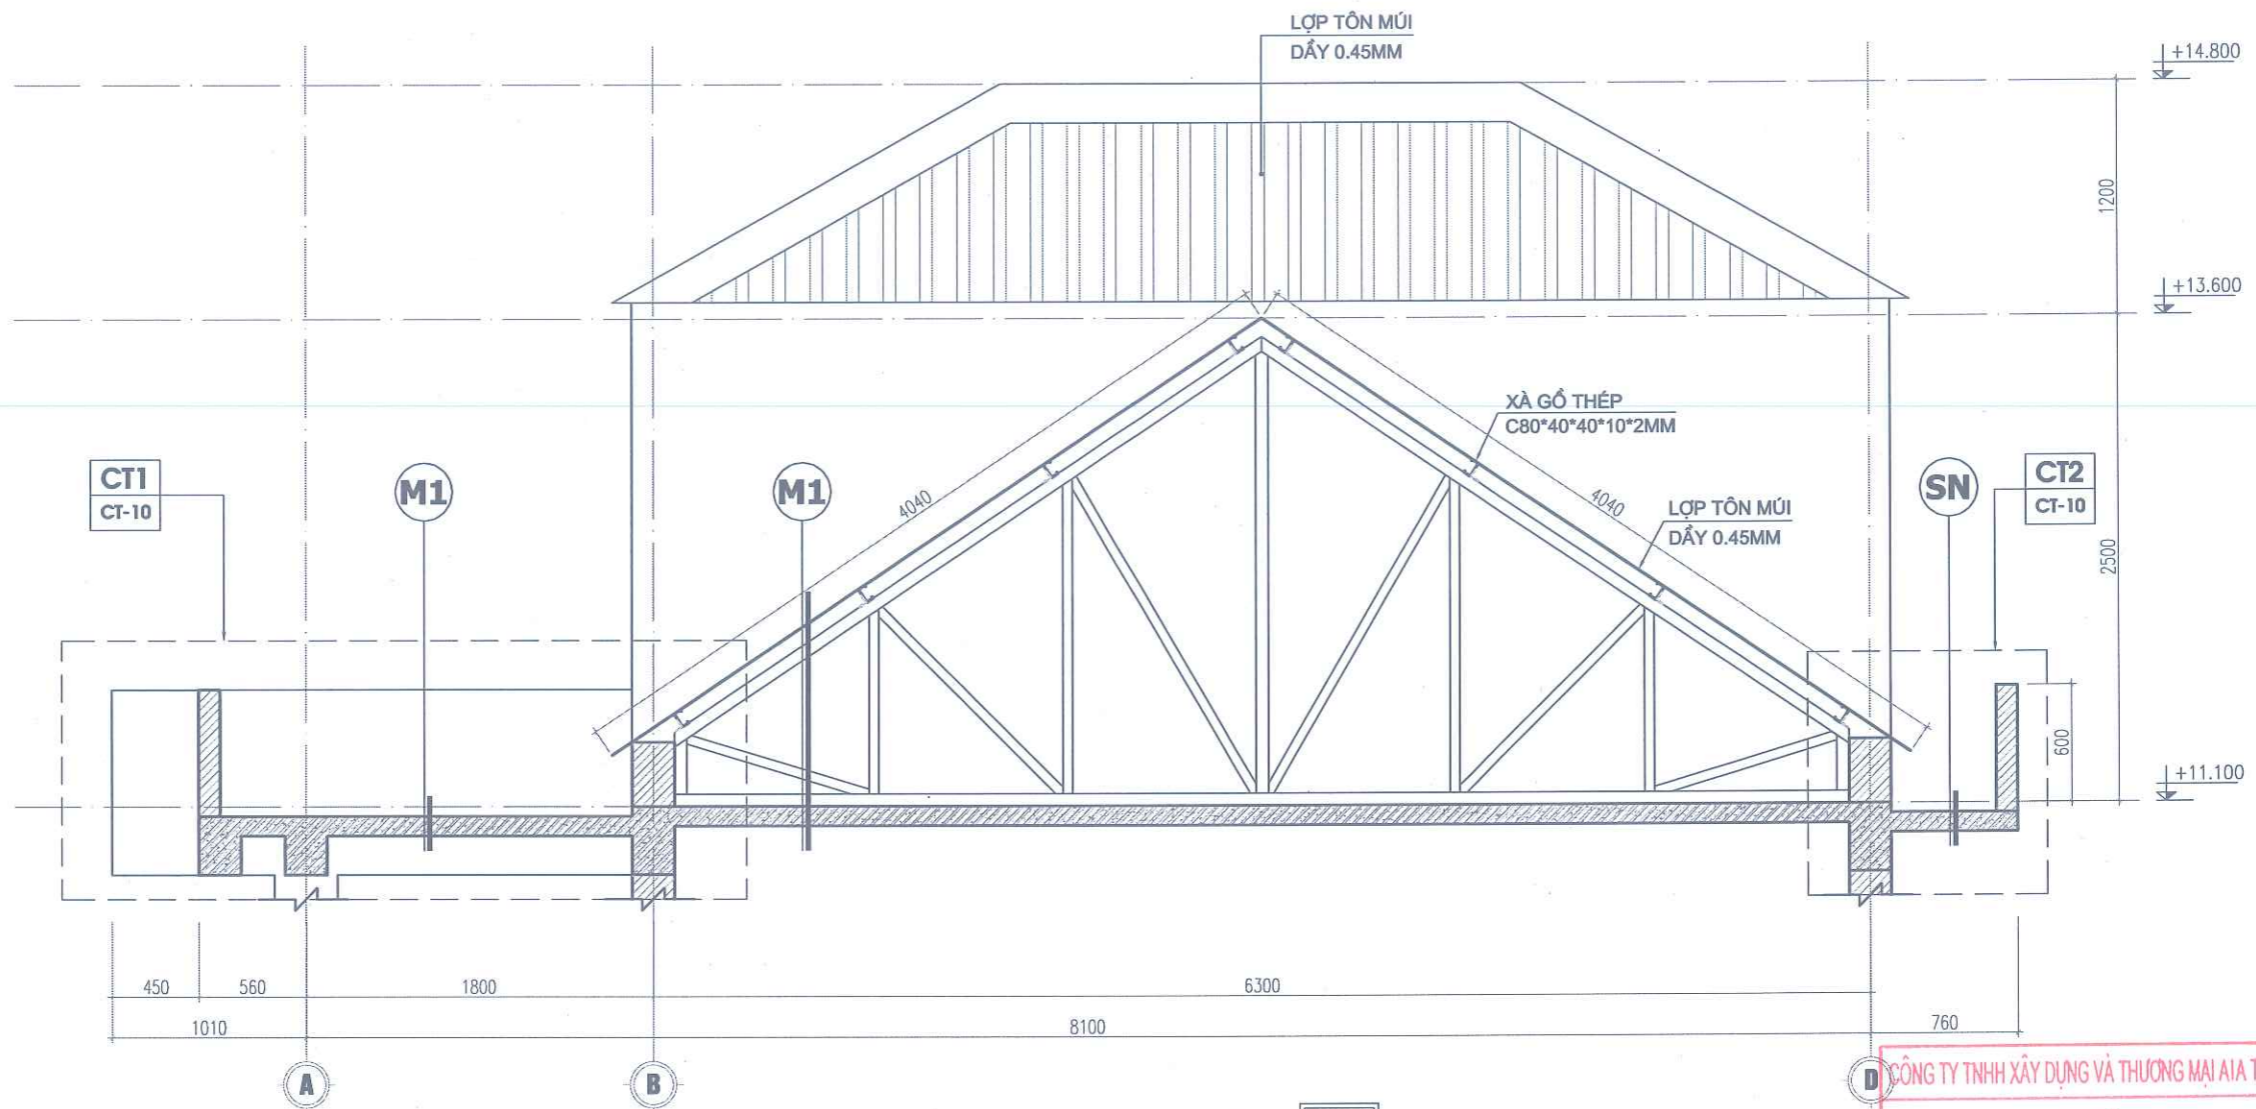 LỢP TÔN MÚI
DẦY 0.45MM
+14.800
1200
+13.600
XÀ GỒ THÉP
C80*40*40*10*2MM
CT1
CT-10
M1
M1
4040
4040
LỢP TÔN MÚI
DẦY 0.45MM
SN
CT2
CT-10
2500
600
+11.100
450
560
1800
6300
1010
8100
760
A
B
D
CÔNG TY TNHH XÂY DỰNG VÀ THƯƠNG MẠI AIA